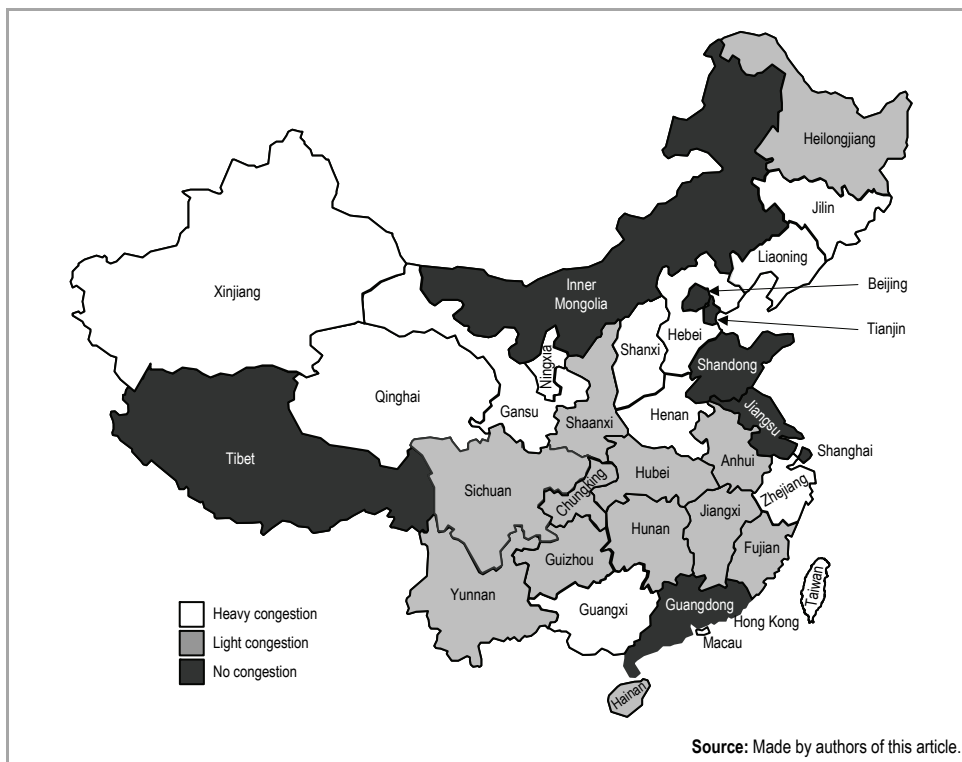 Heilongjiang
Jilin
Liaoning
Xinjiang
Inner
Mongolia
Beijing
Tianjin
Hebei
Shanxi
Ningxia
Shandong
Qinghai
Gansu
Henan
Jiangsu
Shaanxi
Shanghai
Tibet
Anhui
Sichuan
Hubei
Chungking
Zhejiang
Jiangxi
Hunan
Fujian
Guizhou
Yunnan
Taiwan
Guangxi
Guangdong
Hong Kong
Macau
Hainan
Heavy congestion
Light congestion
No congestion
Source: Made by authors of this article.